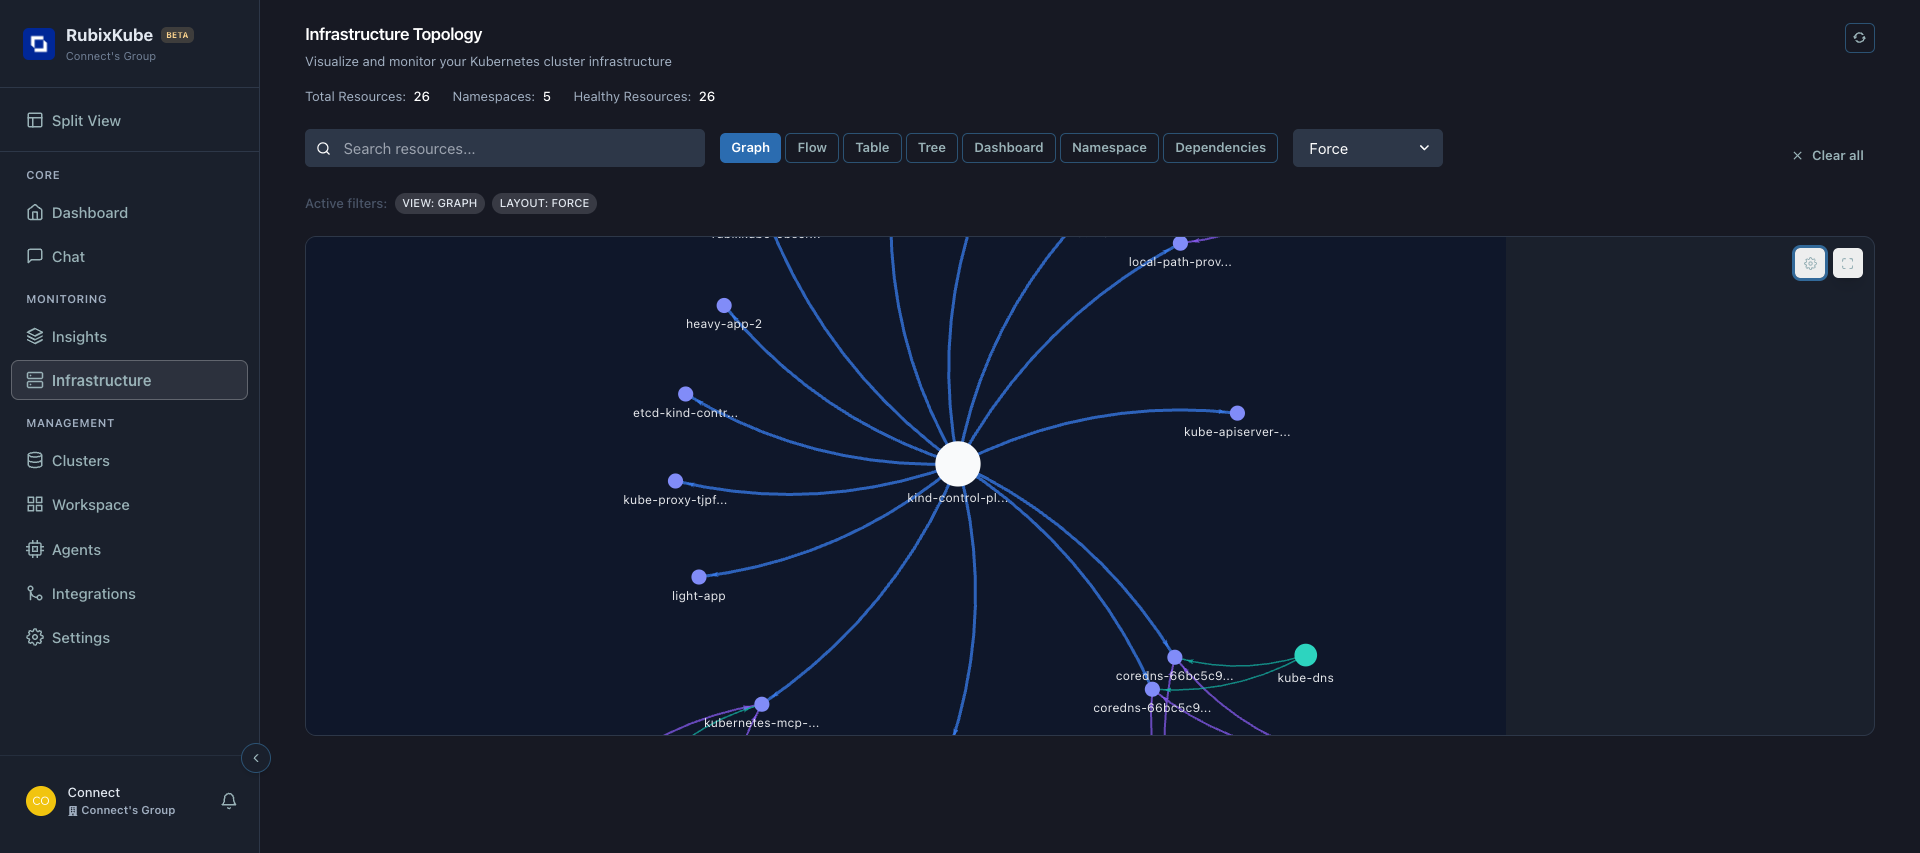 RubixKube BETA
Connect's Group
Split View
CORE
Dashboard
Chat
MONITORING
Insights
Infrastructure
MANAGEMENT
Clusters
Workspace
Agents
Integrations
Settings
CO
Connect
Connect's Group
Infrastructure Topology
Visualize and monitor your Kubernetes cluster infrastructure
Total Resources: 26 Namespaces: 5 Healthy Resources: 26
Search resources...
Graph Flow Table Tree Dashboard Namespace Dependencies Force
Clear all
Active filters: VIEW: GRAPH LAYOUT: FORCE
local-path-prov...
heavy-app-2
etcd-kind-contr...
kube-apiserver-...
kube-proxy-tjpf...
kind-control-pl...
light-app
coredns-66bc5c9...
kube-dns
coredns-66bc5c9...
kubernetes-mcp-...